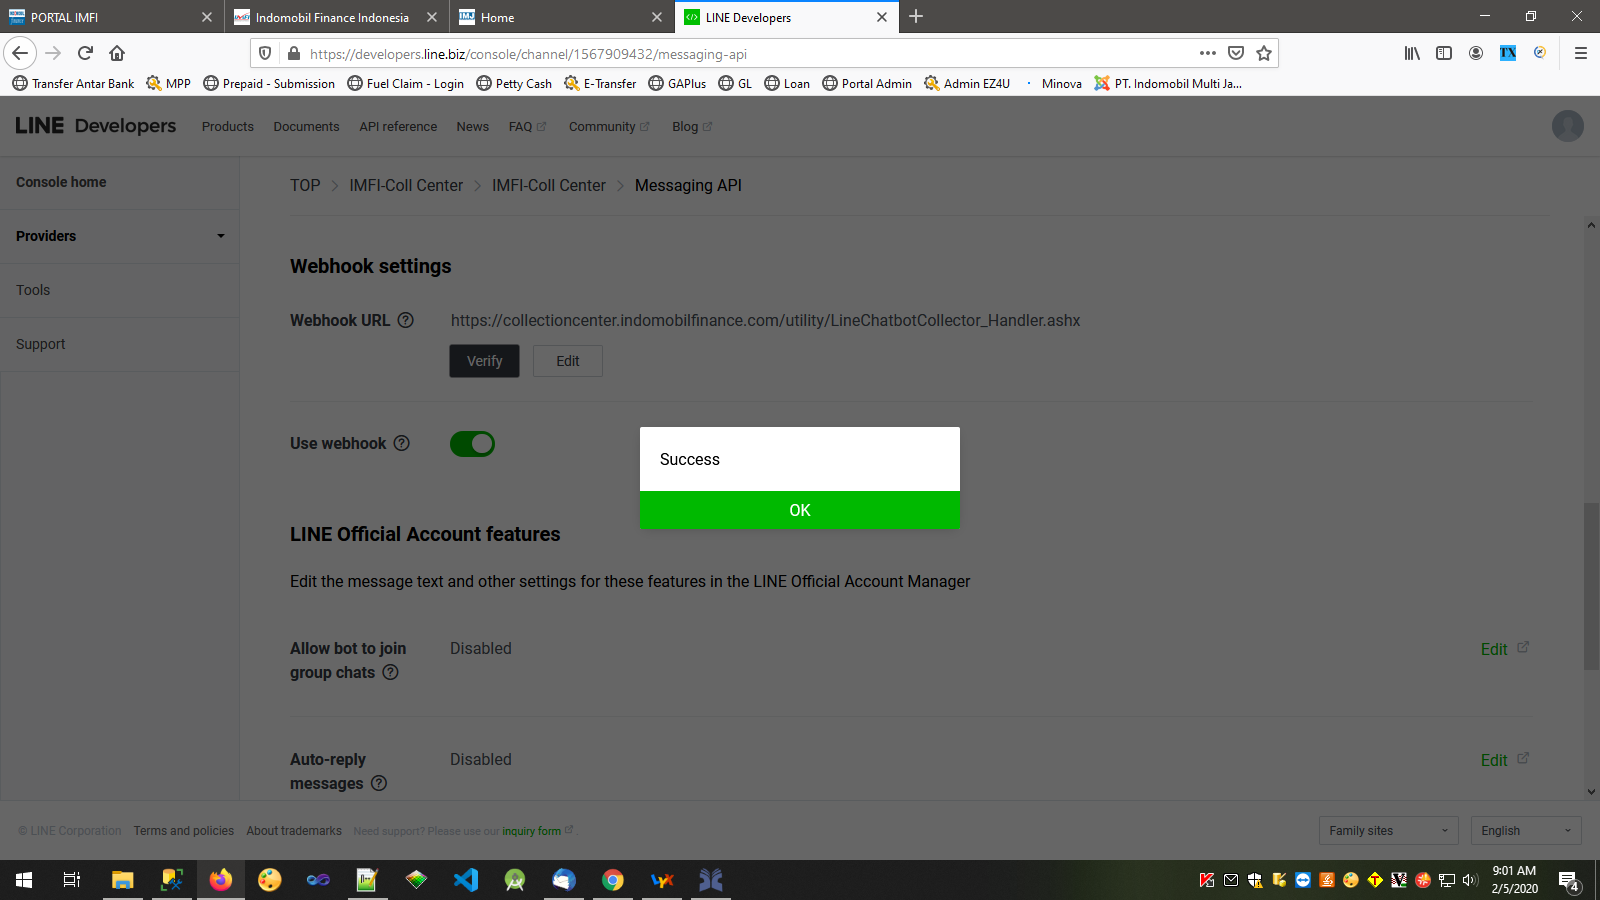 PORTAL IMFI
Indomobil Finance Indonesia
Home
LINE Developers
https://developers.line.biz/console/channel/1567909432/messaging-api
Transfer Antar Bank MPP Prepaid - Submission Fuel Claim - Login Petty Cash E-Transfer GAPlus GL Loan Portal Admin Admin EZ4U Minova PT. Indomobil Multi Ja...
LINE Developers Products Documents API reference News FAQ Community Blog
Console home
Providers
Tools
Support
TOP > IMFI-Coll Center > IMFI-Coll Center > Messaging API
Webhook settings
Webhook URL https://collectioncenter.indomobilfinance.com/utility/LineChatbotCollector_Handler.ashx
Verify Edit
Use webhook
Success
OK
LINE Official Account features
Edit the message text and other settings for these features in the LINE Official Account Manager
Allow bot to join Disabled Edit
group chats
Auto-reply Disabled Edit
messages
© LINE Corporation Terms and policies About trademarks Need support? Please use our inquiry form . Family sites English
9:01 AM
2/5/2020
4